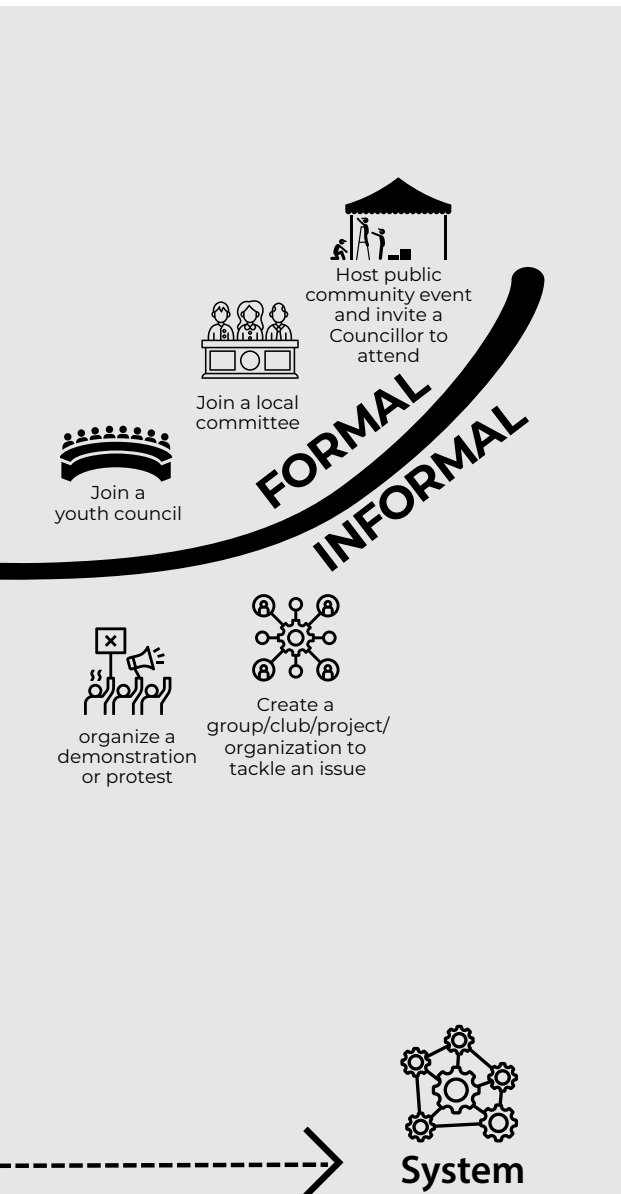 Host public
community event
and invite a
Councillor to
attend
Join a local
committee
Join a
youth council
FORMAL
INFORMAL
organize a
demonstration
or protest
Create a
group/club/project/
organization to
tackle an issue
System